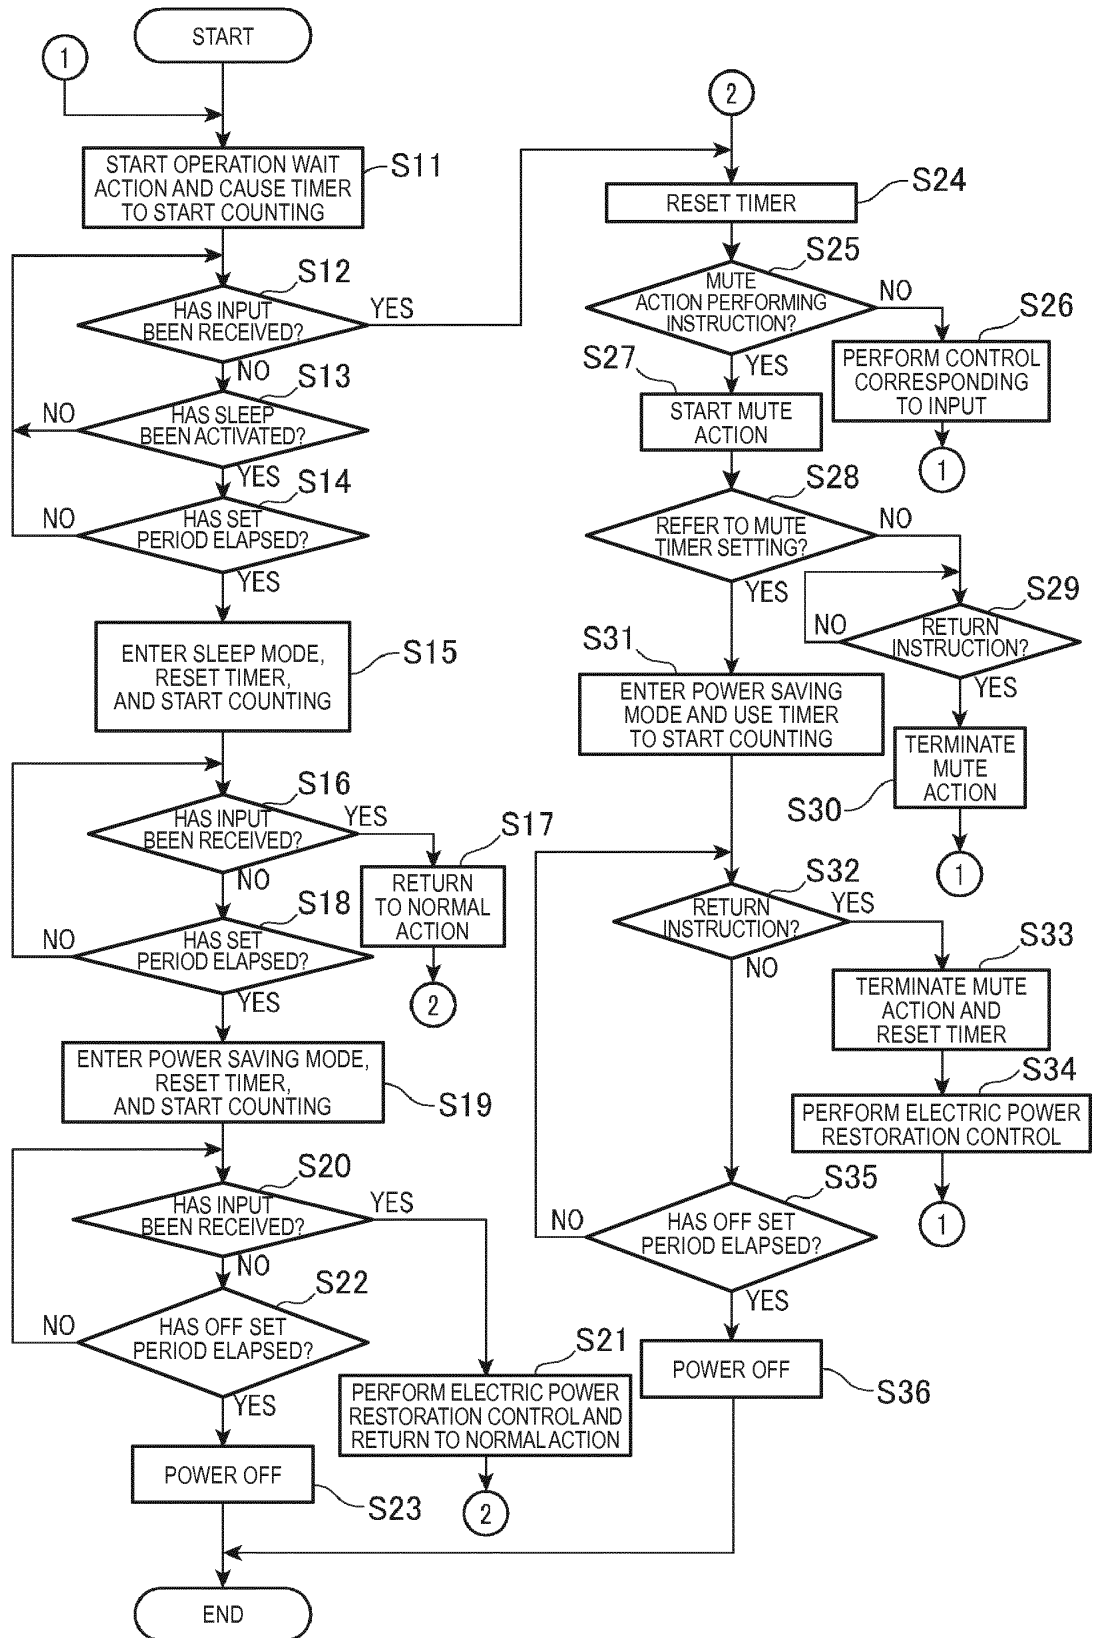 START
1
START OPERATION WAIT
ACTION AND CAUSE TIMER
TO START COUNTING
S11
S12
HAS INPUT
BEEN RECEIVED?
YES
NO
S13
HAS SLEEP
BEEN ACTIVATED?
NO
YES
S14
HAS SET
PERIOD ELAPSED?
NO
YES
ENTER SLEEP MODE,
RESET TIMER,
AND START COUNTING
S15
S16
HAS INPUT
BEEN RECEIVED?
YES
NO
S17
RETURN
TO NORMAL
ACTION
2
S18
HAS SET
PERIOD ELAPSED?
NO
YES
ENTER POWER SAVING MODE,
RESET TIMER,
AND START COUNTING
S19
S20
HAS INPUT
BEEN RECEIVED?
YES
NO
S22
HAS OFF SET
PERIOD ELAPSED?
NO
YES
S21
PERFORM ELECTRIC POWER
RESTORATION CONTROL AND
RETURN TO NORMAL ACTION
2
POWER OFF
S23
END
2
S24
RESET TIMER
S25
MUTE
ACTION PERFORMING
INSTRUCTION?
NO
YES
S26
PERFORM CONTROL
CORRESPONDING
TO INPUT
1
S27
START MUTE
ACTION
S28
REFER TO MUTE
TIMER SETTING?
NO
YES
S29
RETURN
INSTRUCTION?
NO
YES
TERMINATE
MUTE
ACTION
S30
1
S31
ENTER POWER SAVING
MODE AND USE TIMER
TO START COUNTING
S32
RETURN
INSTRUCTION?
YES
NO
S33
TERMINATE MUTE
ACTION AND
RESET TIMER
S34
PERFORM ELECTRIC POWER
RESTORATION CONTROL
1
S35
HAS OFF SET
PERIOD ELAPSED?
NO
YES
POWER OFF
S36